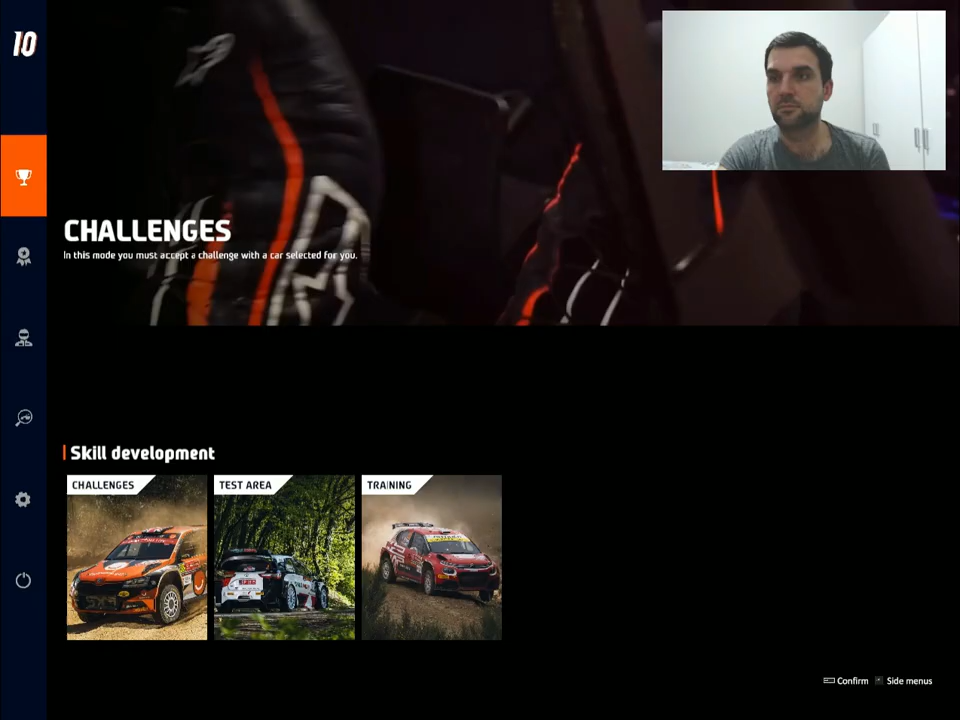 10
CHALLENGES
In this mode you must accept a challenge with a car selected for you.
Skill development
CHALLENGES
TEST AREA
TRAINING
Confirm
Side menus